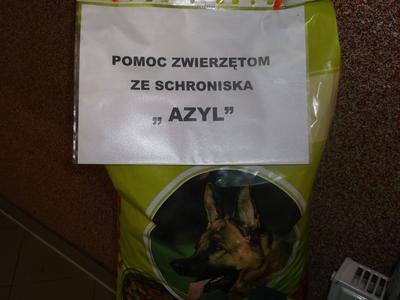 POMOC ZWIERZĘTOM
ZE SCHRONISKA
„ AZYL”